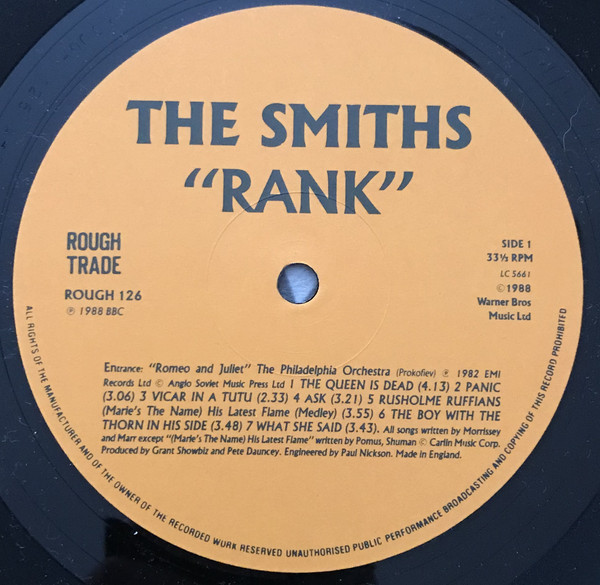 THE SMITHS
“RANK”
ROUGH
TRADE
ROUGH 126
℗ 1988 BBC
SIDE 1
33⅓ RPM
LC 5661
©1988
Warner Bros
Music Ltd
Entrance: “Romeo and Juliet” The Philadelphia Orchestra (Prokofiev) ℗ 1982 EMI
Records Ltd © Anglo Soviet Music Press Ltd 1 THE QUEEN IS DEAD (4.13) 2 PANIC
(3.06) 3 VICAR IN A TUTU (2.33) 4 ASK (3.21) 5 RUSHOLME RUFFIANS
(Marie's The Name) His Latest Flame (Medley) (3.55) 6 THE BOY WITH THE
THORN IN HIS SIDE (3.48) 7 WHAT SHE SAID (3.43). All songs written by Morrissey
and Marr except “(Marie's The Name) His Latest Flame” written by Pomus, Shuman © Carlin Music Corp.
Produced by Grant Showbiz and Pete Dauncey. Engineered by Paul Nickson. Made in England.
ALL RIGHTS OF THE MANUFACTURER AND OF THE OWNER OF THE RECORDED WORK RESERVED UNAUTHORISED PUBLIC PERFORMANCE BROADCASTING AND COPYING OF THIS RECORD PROHIBITED